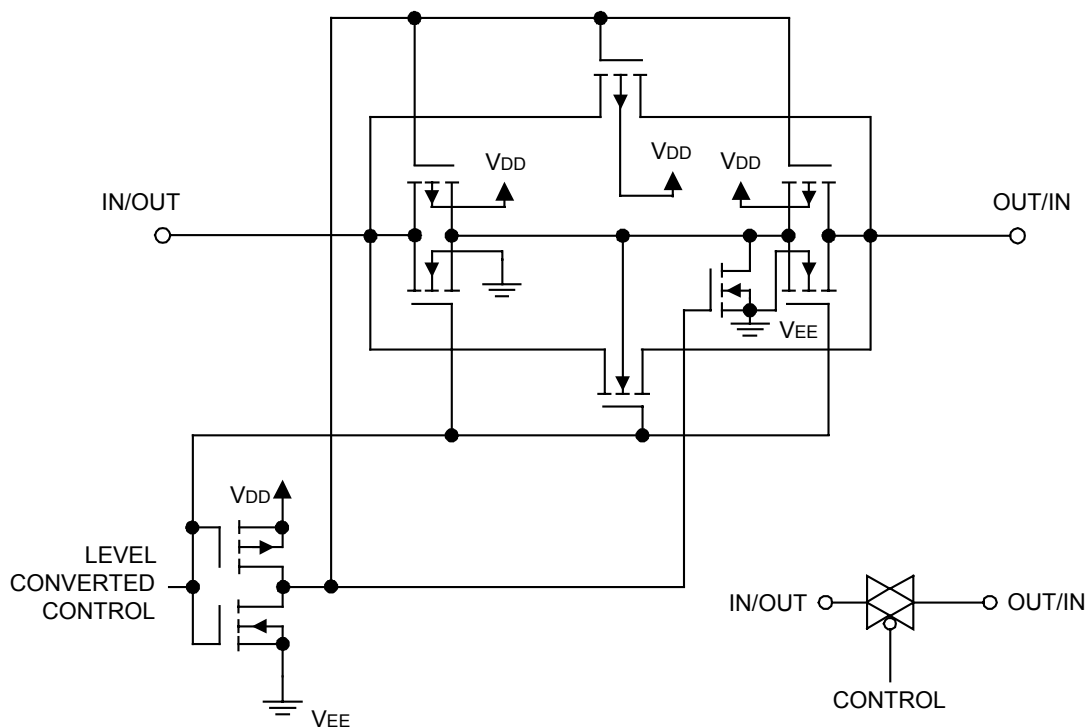 VDD
VDD
VDD
IN/OUT
OUT/IN
VEE
VDD
LEVEL
CONVERTED
CONTROL
IN/OUT
OUT/IN
CONTROL
VEE